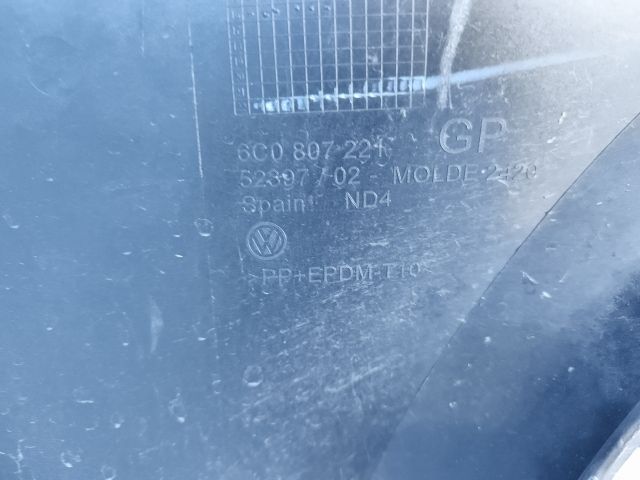 6C0 807 221
GP
52397/02 - MOLDE 2420
Spain ND4
>PP+EPDM-T10<